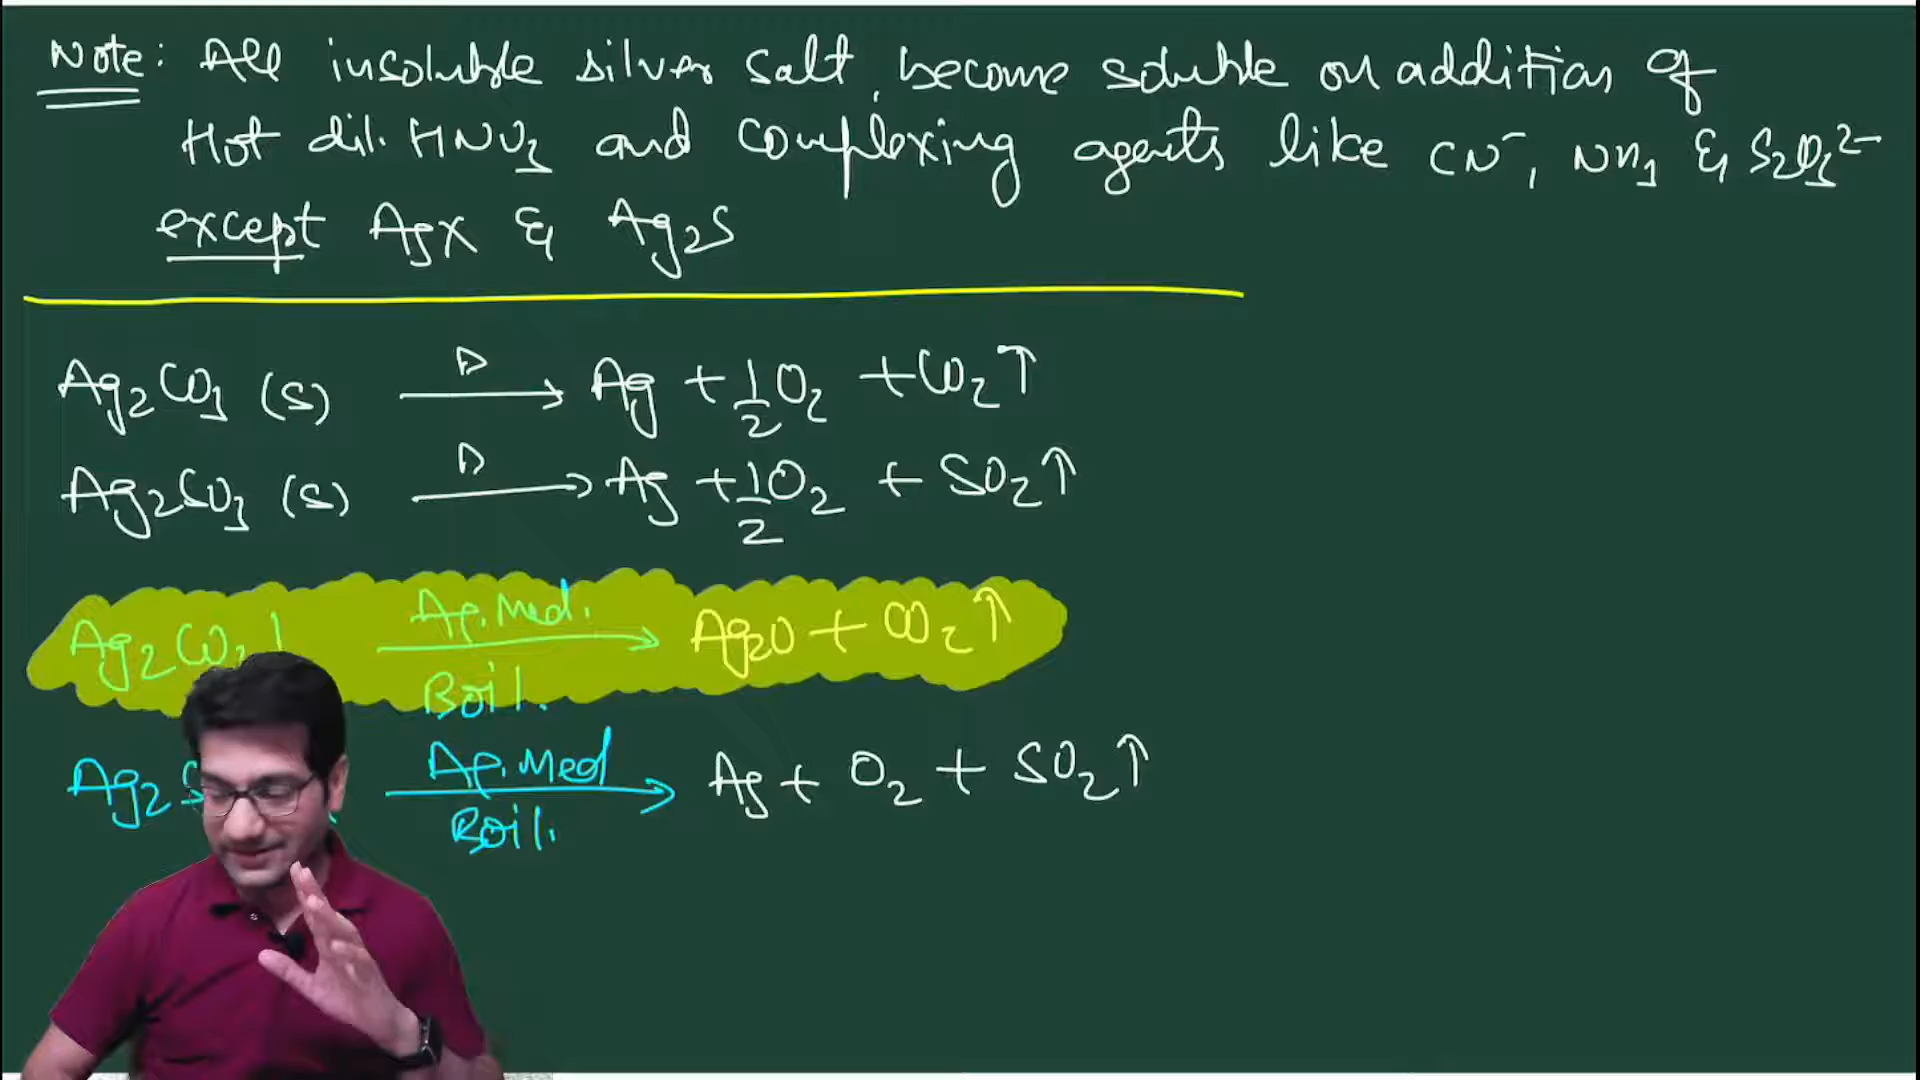 Note: All insoluble silver salt, become soluble on addition of
Hot dil. HNO3 and complexing agents like CN-, NH3 & S2O3 2-
except AgX & Ag2S
Ag2CO3 (s) Δ → Ag + 1/2 O2 + CO2 ↑
Ag2SO3 (s) Δ → Ag + 1/2 O2 + SO2 ↑
Ag2CO3 ↓ Aq. Med. → Boil. Ag2O + CO2 ↑
Ag2 Aq. Med → Boil. Ag + O2 + SO2 ↑